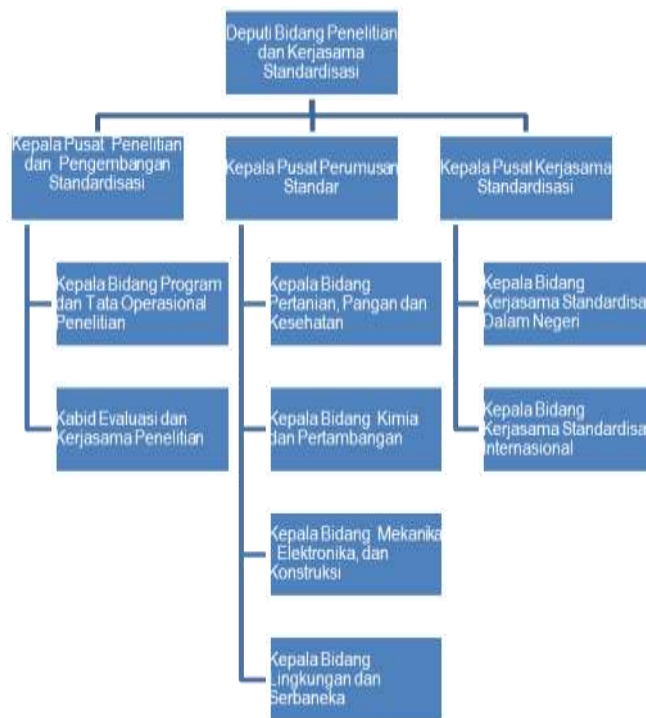 Deputi Bidang Penelitian
dan Kerjasama
Standardisasi
Kepala Pusat Penelitian
dan Pengembangan
Standardisasi
Kepala Pusat Perumusan
Standar
Kepala Pusat Kerjasama
Standardisasi
Kepala Bidang Program
dan Tata Operasional
Penelitian
Kabid Evaluasi dan
Kerjasama Penelitian
Kepala Bidang
Pertanian, Pangan dan
Kesehatan
Kepala Bidang Kimia
dan Pertambangan
Kepala Bidang Mekanika
, Elektronika, dan
Konstruksi
Kepala Bidang
Lingkungan dan
Serbaneka
Kepala Bidang
Kerjasama Standardisa
Dalam Negeri
Kepala Bidang
Kerjasama Standardisa
Internasional